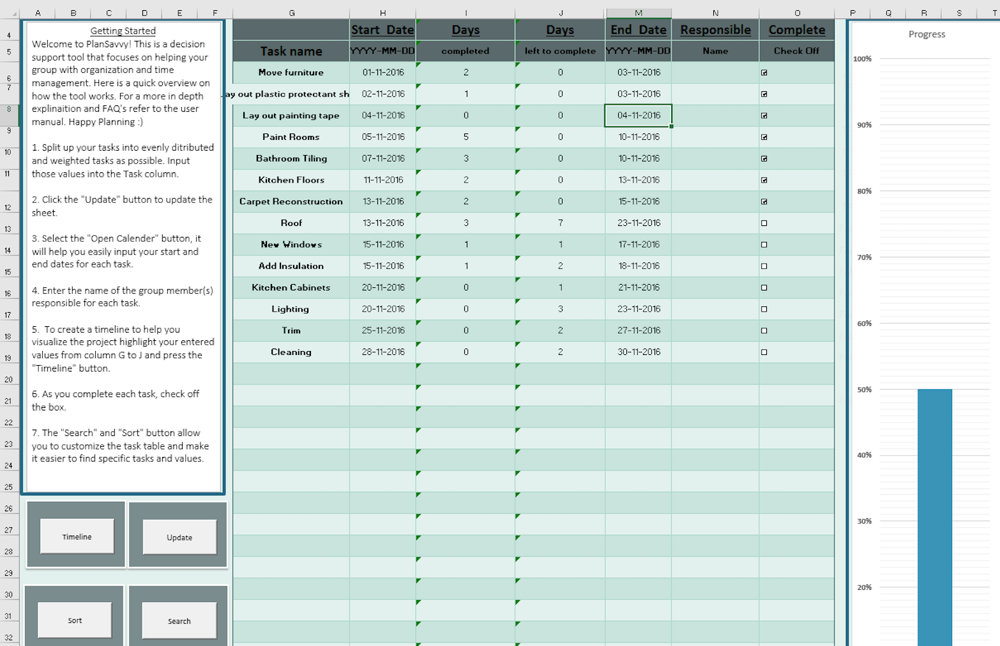 A B C D E F G H I J M N O P Q R S T
4 Start Date Days Days End Date Responsible Complete
5 Task name YYYY-MM-DD completed left to complete YYYY-MM-DD Name Check Off
6 Move furniture 01-11-2016 2 0 03-11-2016
7 ay out plastic protectant sh 02-11-2016 1 0 03-11-2016
8 Lay out painting tape 04-11-2016 0 0 04-11-2016
9 Paint Rooms 05-11-2016 5 0 10-11-2016
10 Bathroom Tiling 07-11-2016 3 0 10-11-2016
11 Kitchen Floors 11-11-2016 2 0 13-11-2016
12 Carpet Reconstruction 13-11-2016 2 0 15-11-2016
13 Roof 13-11-2016 3 7 23-11-2016
14 New Windows 15-11-2016 1 1 17-11-2016
15 Add Insulation 15-11-2016 1 2 18-11-2016
16 Kitchen Cabinets 20-11-2016 0 1 21-11-2016
17 Lighting 20-11-2016 0 3 23-11-2016
18 Trim 25-11-2016 0 2 27-11-2016
19 Cleaning 28-11-2016 0 2 30-11-2016
20
21
22
23
24
25
26
27
28
29
30
31
32
Getting Started
Welcome to PlanSavvy! This is a decision
support tool that focuses on helping your
group with organization and time
management. Here is a quick overview on
how the tool works. For a more in depth
explinaition and FAQ's refer to the user
manual. Happy Planning :)
1. Split up your tasks into evenly ditributed
and weighted tasks as possible. Input
those values into the Task column.
2. Click the "Update" button to update the
sheet.
3. Select the "Open Calender" button, it
will help you easily input your start and
end dates for each task.
4. Enter the name of the group member(s)
responsible for each task.
5. To create a timeline to help you
visualize the project highlight your entered
values from column G to J and press the
"Timeline" button.
6. As you complete each task, check off
the box.
7. The "Search" and "Sort" button allow
you to customize the task table and make
it easier to find specific tasks and values.
Timeline
Update
Sort
Search
Progress
100%
90%
80%
70%
60%
50%
40%
30%
20%